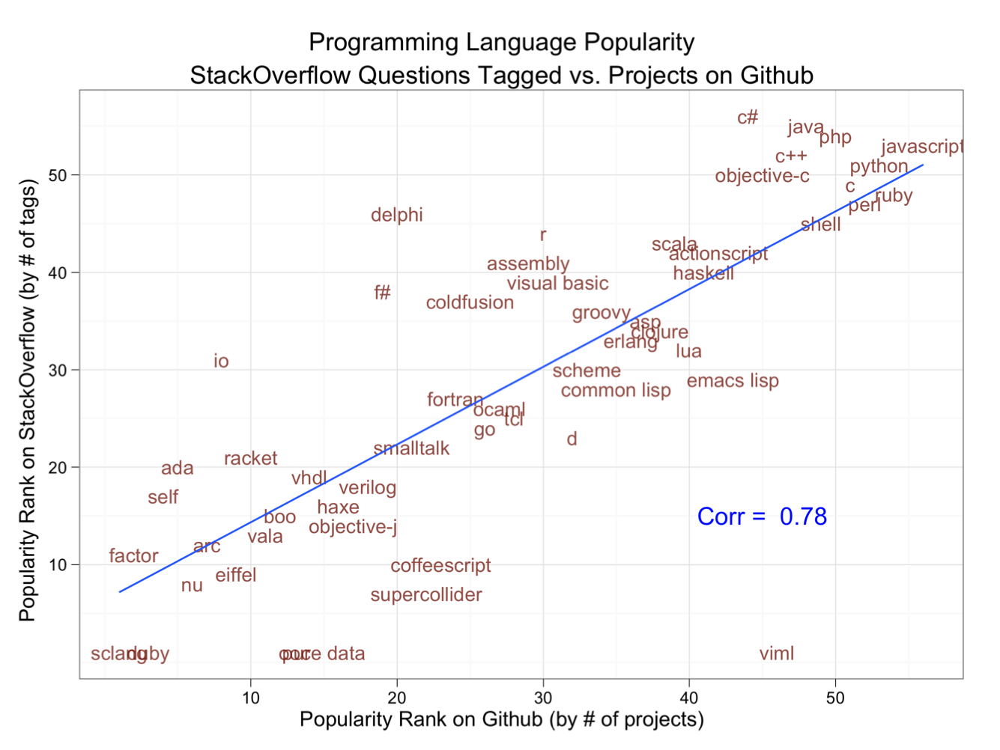 Programming Language Popularity
StackOverflow Questions Tagged vs. Projects on Github
Popularity Rank on StackOverflow (by # of tags)
50
40
30
20
10
c#
java
php
javascript
c++
python
objective-c
c
ruby
perl
delphi
shell
r
scala
actionscript
assembly
haskell
visual basic
f#
coldfusion
groovy
asp
clojure
erlang
lua
io
scheme
emacs lisp
common lisp
fortran
ocaml
tcl
go
d
smalltalk
racket
ada
vhdl
verilog
self
haxe
boo
objective-j
vala
Corr = 0.78
arc
factor
coffeescript
eiffel
nu
supercollider
sclang
duby
ooc
pure data
viml
10
20
30
40
50
Popularity Rank on Github (by # of projects)